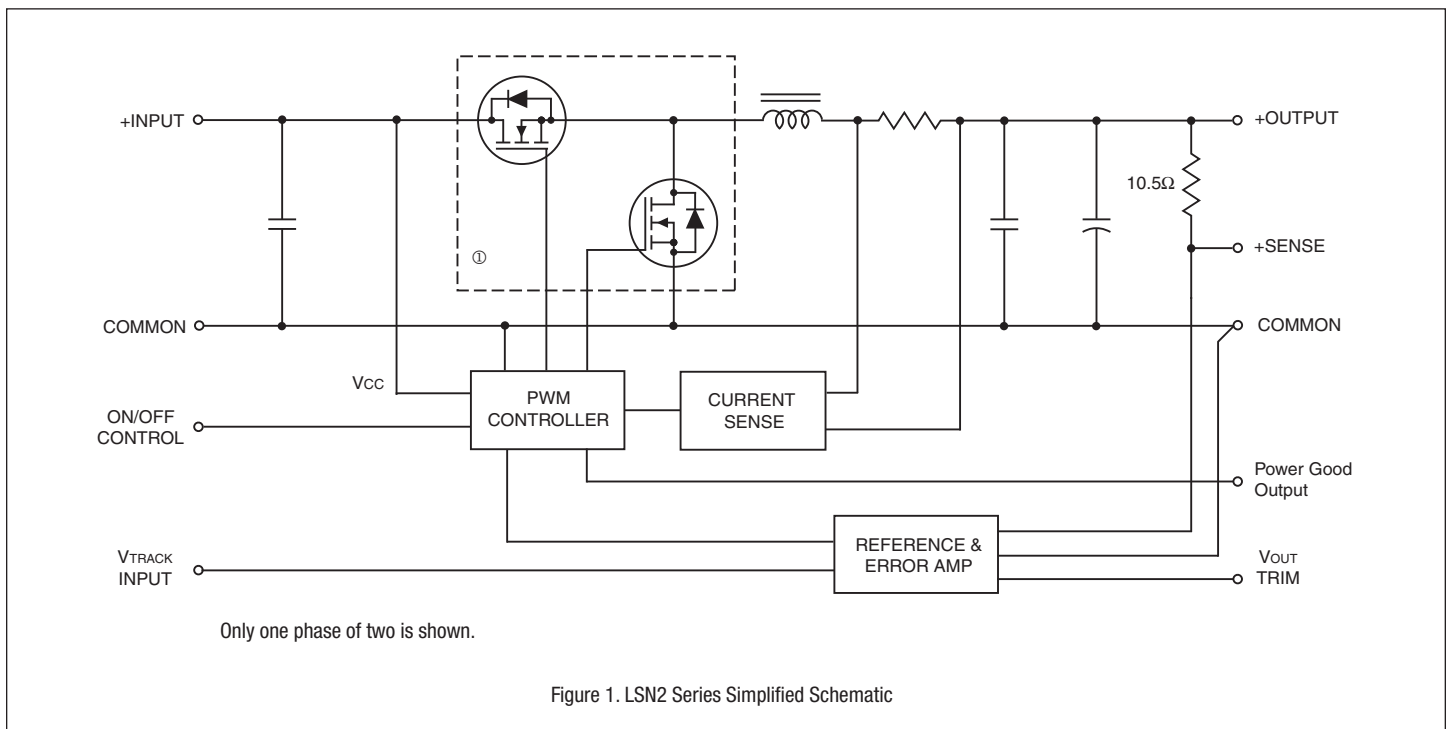 +INPUT
+OUTPUT
10.5Ω
+SENSE
①
COMMON
COMMON
VCC
PWM
CONTROLLER
CURRENT
SENSE
ON/OFF
CONTROL
Power Good
Output
VTRACK
INPUT
REFERENCE &
ERROR AMP
VOUT
TRIM
Only one phase of two is shown.
Figure 1. LSN2 Series Simplified Schematic